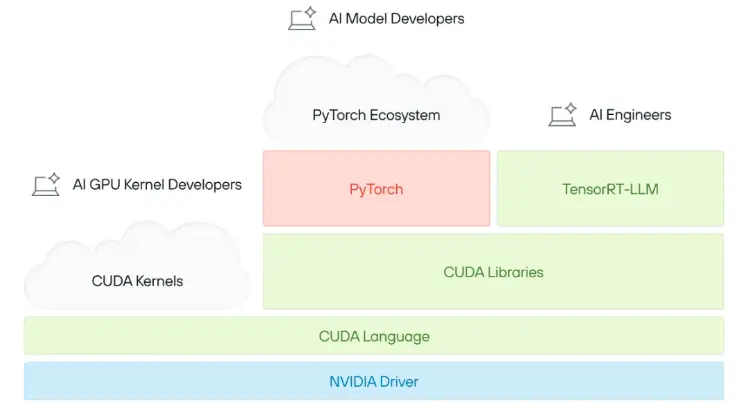 AI Model Developers
PyTorch Ecosystem
AI Engineers
AI GPU Kernel Developers
PyTorch
TensorRT-LLM
CUDA Kernels
CUDA Libraries
CUDA Language
NVIDIA Driver